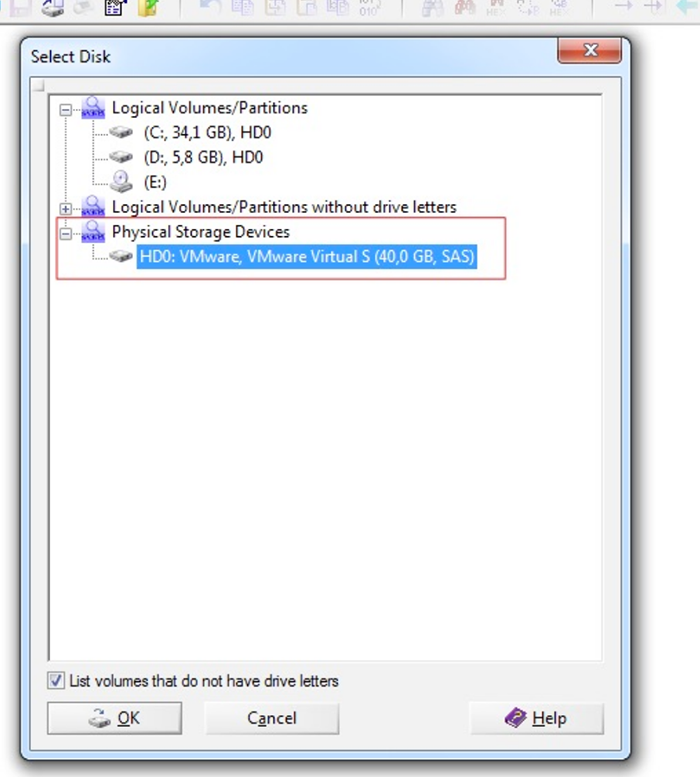 Select Disk
Logical Volumes/Partitions
(C:, 34,1 GB), HD0
(D:, 5,8 GB), HD0
(E:)
Logical Volumes/Partitions without drive letters
Physical Storage Devices
HD0: VMware, VMware Virtual S (40,0 GB, SAS)
List volumes that do not have drive letters
OK
Cancel
Help